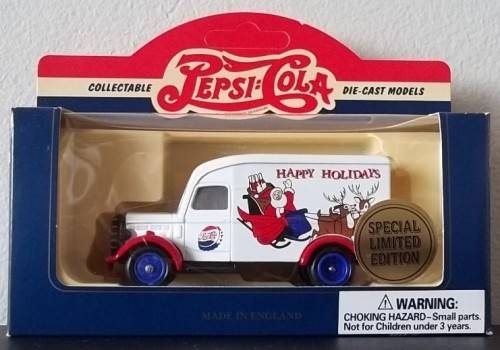 PEPSI=COLA
COLLECTABLE
DIE-CAST MODELS
HAPPY HOLIDAYS
SPECIAL
LIMITED
EDITION
MADE IN ENGLAND
WARNING:
CHOKING HAZARD–Small parts.
Not for Children under 3 years.